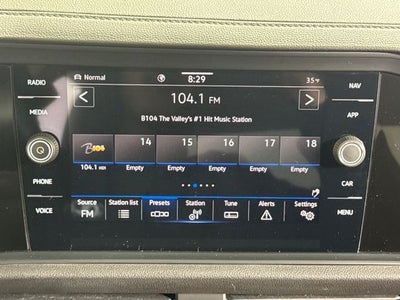 RADIO
MEDIA
PHONE
VOICE
Normal 8:29 35°F
104.1 FM
B104 The Valley's #1 Hit Music Station
B104 14 15 16 17 18
104.1 HD1 Empty Empty Empty Empty Empty
Source Station list Presets Station Tune Alerts Settings
FM
NAV
APP
CAR
MENU